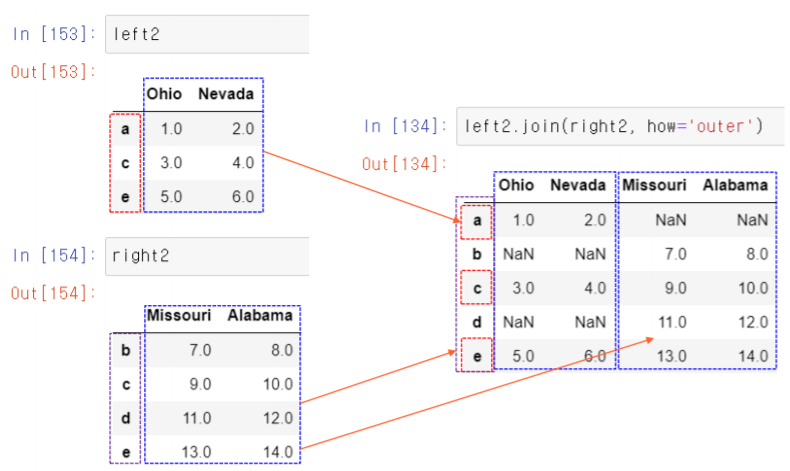 In [153]: left2
Out[153]:
Ohio Nevada
a 1.0 2.0
c 3.0 4.0
e 5.0 6.0
In [154]: right2
Out[154]:
Missouri Alabama
b 7.0 8.0
c 9.0 10.0
d 11.0 12.0
e 13.0 14.0
In [134]: left2.join(right2, how='outer')
Out[134]:
Ohio Nevada Missouri Alabama
a 1.0 2.0 NaN NaN
b NaN NaN 7.0 8.0
c 3.0 4.0 9.0 10.0
d NaN NaN 11.0 12.0
e 5.0 6.0 13.0 14.0